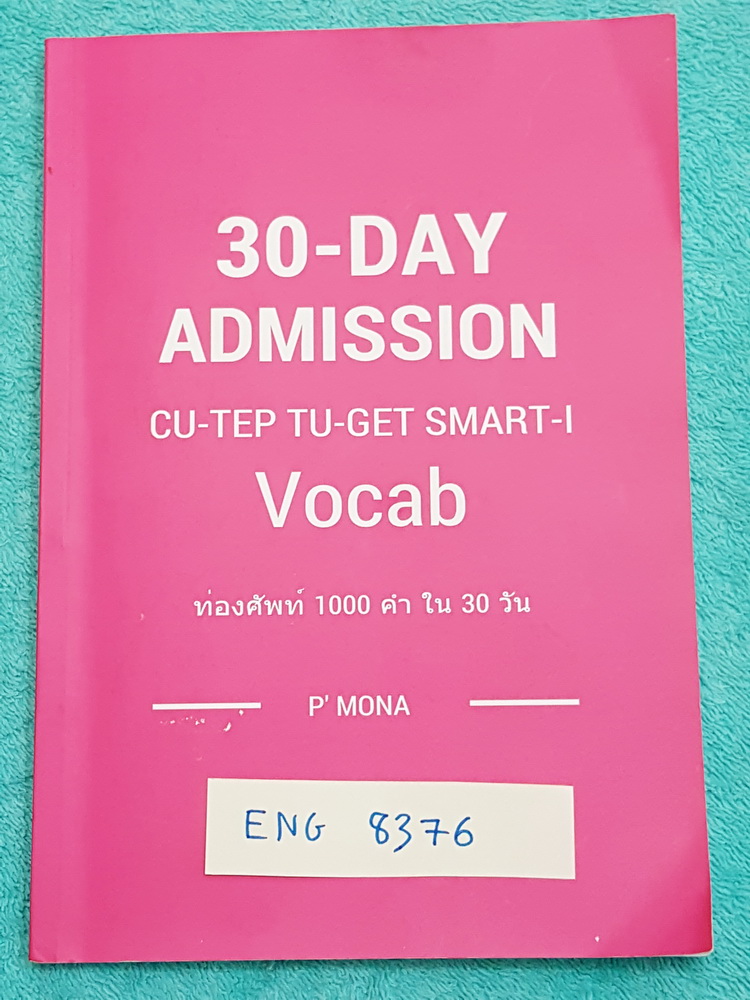 30-DAY
ADMISSION
CU-TEP TU-GET SMART-I
Vocab
ท่องศัพท์ 1000 คำ ใน 30 วัน
P' MONA
ENG 8376